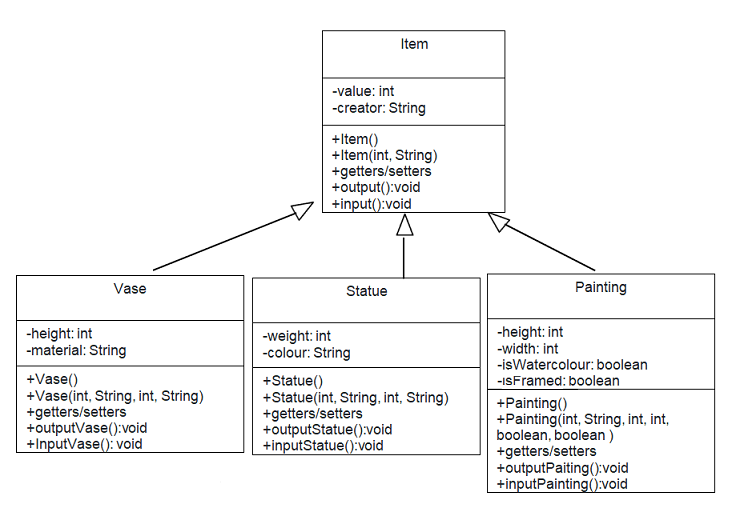 Item
-value: int
-creator: String
+Item()
+Item(int, String)
+getters/setters
+output():void
+input():void
Vase
-height: int
-material: String
+Vase()
+Vase(int, String, int, String)
+getters/setters
+outputVase():void
+InputVase(): void
Statue
-weight: int
-colour: String
+Statue()
+Statue(int, String, int, String)
+getters/setters
+outputStatue():void
+inputStatue():void
Painting
-height: int
-width: int
-isWatercolour: boolean
-isFramed: boolean
+Painting()
+Painting(int, String, int, int,
boolean, boolean )
+getters/setters
+outputPaiting():void
+inputPainting():void